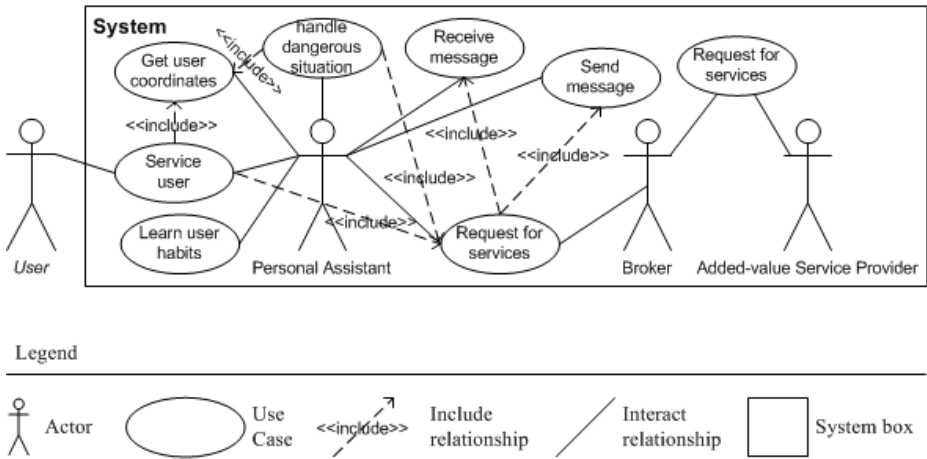 System
handle
dangerous
situation
Receive
message
Request for
services
Get user
coordinates
<<include>>
Send
message
<<include>>
<<include>>
<<include>>
Service
user
<<include>>
<<include>>
Learn user
habits
Request for
services
User
Personal Assistant
Broker
Added-value Service Provider
Legend
Actor
Use
Case
<<include>>
Include
relationship
Interact
relationship
System box